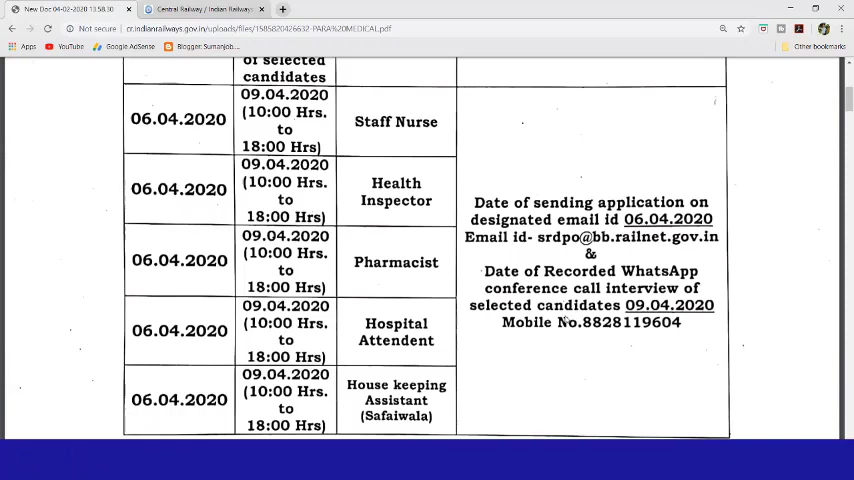 New Doc 04-02-2020 13.58.30
Central Railway / Indian Railways
Not secure
cr.indianrailways.gov.in/uploads/files/1585820426632-PARA%20MEDICAL.pdf
Apps
YouTube
Google AdSense
Blogger: Sumanjob....
Other bookmarks
of selected
candidates
06.04.2020
09.04.2020
(10:00 Hrs.
to
18:00 Hrs)
Staff Nurse
06.04.2020
09.04.2020
(10:00 Hrs.
to
18:00 Hrs)
Health
Inspector
06.04.2020
09.04.2020
(10:00 Hrs.
to
18:00 Hrs)
Pharmacist
06.04.2020
09.04.2020
(10:00 Hrs.
to
18:00 Hrs)
Hospital
Attendent
06.04.2020
09.04.2020
(10:00 Hrs.
to
18:00 Hrs)
House keeping
Assistant
(Safaiwala)
Date of sending application on
designated email id 06.04.2020
Email id- srdpo@bb.railnet.gov.in
&
Date of Recorded WhatsApp
conference call interview of
selected candidates 09.04.2020
Mobile No.8828119604